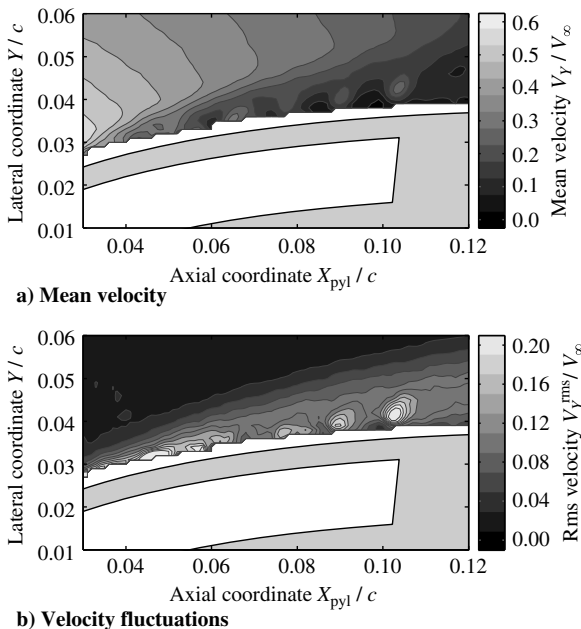 0.06
0.05
0.04
0.03
0.02
0.01
Lateral coordinate Y / c
0.04 0.06 0.08 0.10 0.12
Axial coordinate X_pyl / c
0.6
0.5
0.4
0.3
0.2
0.1
0.0
Mean velocity V_Y / V_∞
a) Mean velocity
0.06
0.05
0.04
0.03
0.02
0.01
Lateral coordinate Y / c
0.04 0.06 0.08 0.10 0.12
Axial coordinate X_pyl / c
0.20
0.16
0.12
0.08
0.04
0.00
Rms velocity V_Y^rms / V_∞
b) Velocity fluctuations